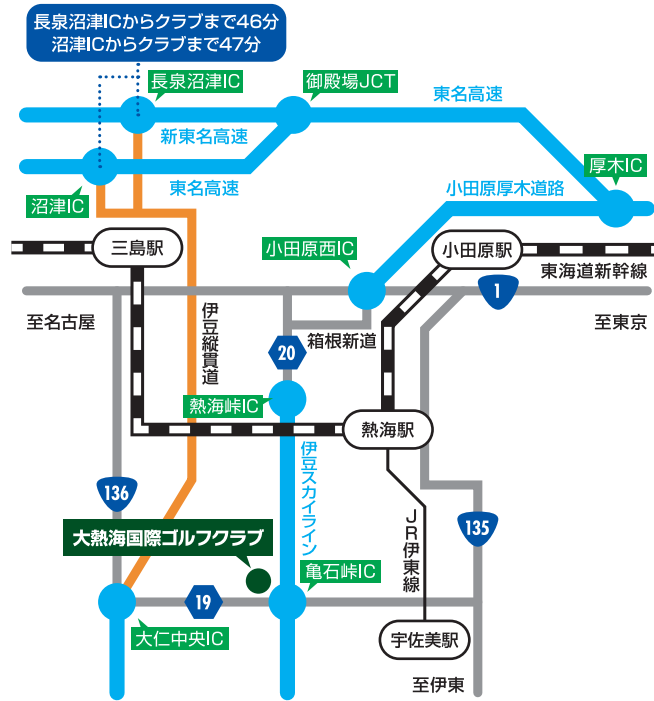 長泉沼津ICからクラブまで46分
沼津ICからクラブまで47分
長泉沼津IC
御殿場JCT
東名高速
新東名高速
厚木IC
東名高速
小田原厚木道路
沼津IC
三島駅
小田原西IC
小田原駅
東海道新幹線
1
至名古屋
伊豆縦貫道
箱根新道
至東京
20
熱海峠IC
熱海駅
伊豆スカイライン
136
JR伊東線
135
大熱海国際ゴルフクラブ
亀石峠IC
19
大仁中央IC
宇佐美駅
至伊東